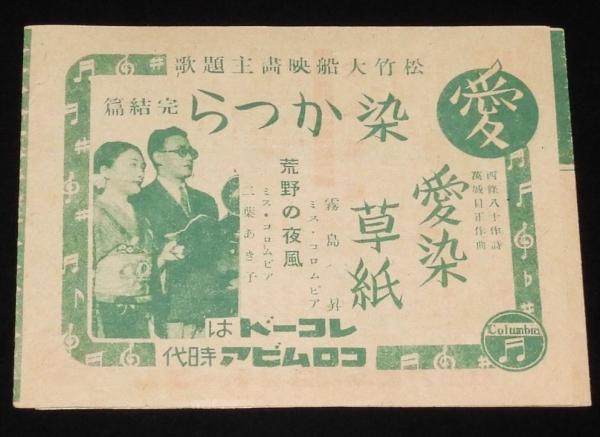 松竹大船映畫主題歌
愛染かつら 完結篇
西條八十作詩
萬城目正作曲
愛染草紙
霧島 昇
ミス・コロムビア
荒野の夜風
ミス・コロムビア
二葉あき子
レコードは
コロムビア時代
Columbia